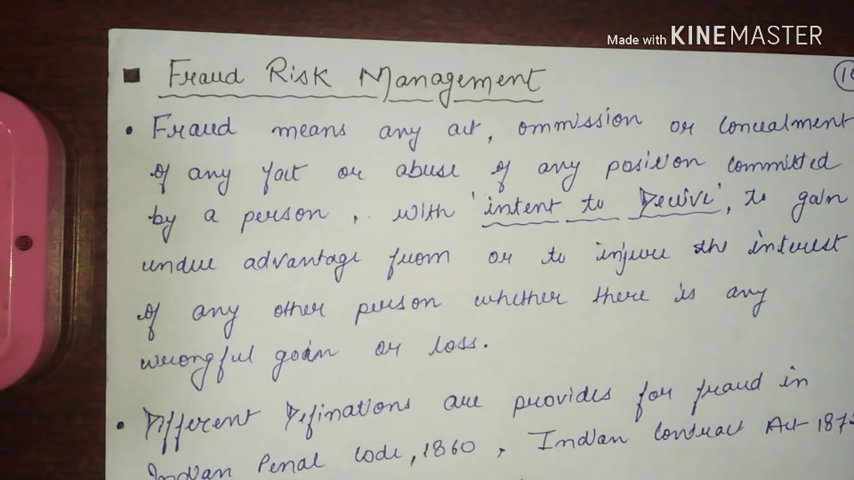 Made with KINEMASTER
Fraud Risk Management
• Fraud means any act, ommission or concealment
of any fact or abuse of any position committed
by a person, with 'intent to Decive', to gain
undue advantage from or to injure the interest
of any other person whether there is any
wrongful gain or loss.
• Different Definations are provides for fraud in
Indian Penal Code, 1860, Indian Contract Act 187